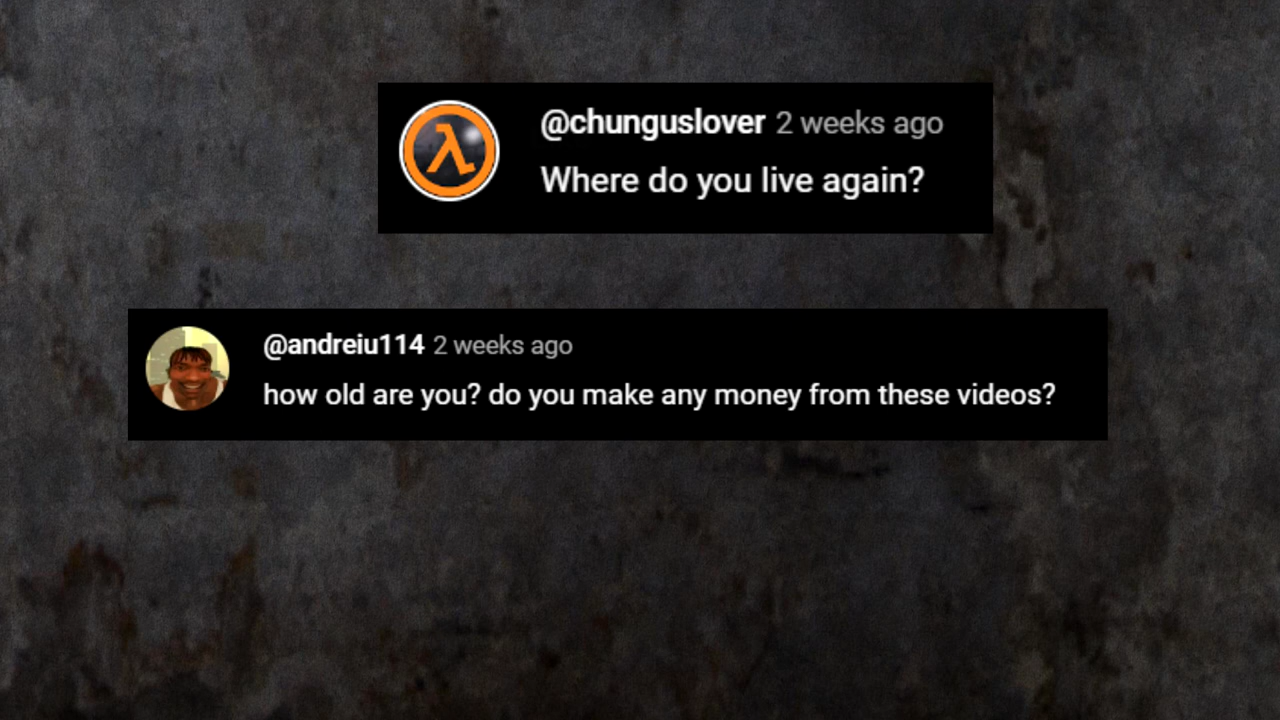 @chunguslover 2 weeks ago
Where do you live again?
@andreiu114 2 weeks ago
how old are you? do you make any money from these videos?